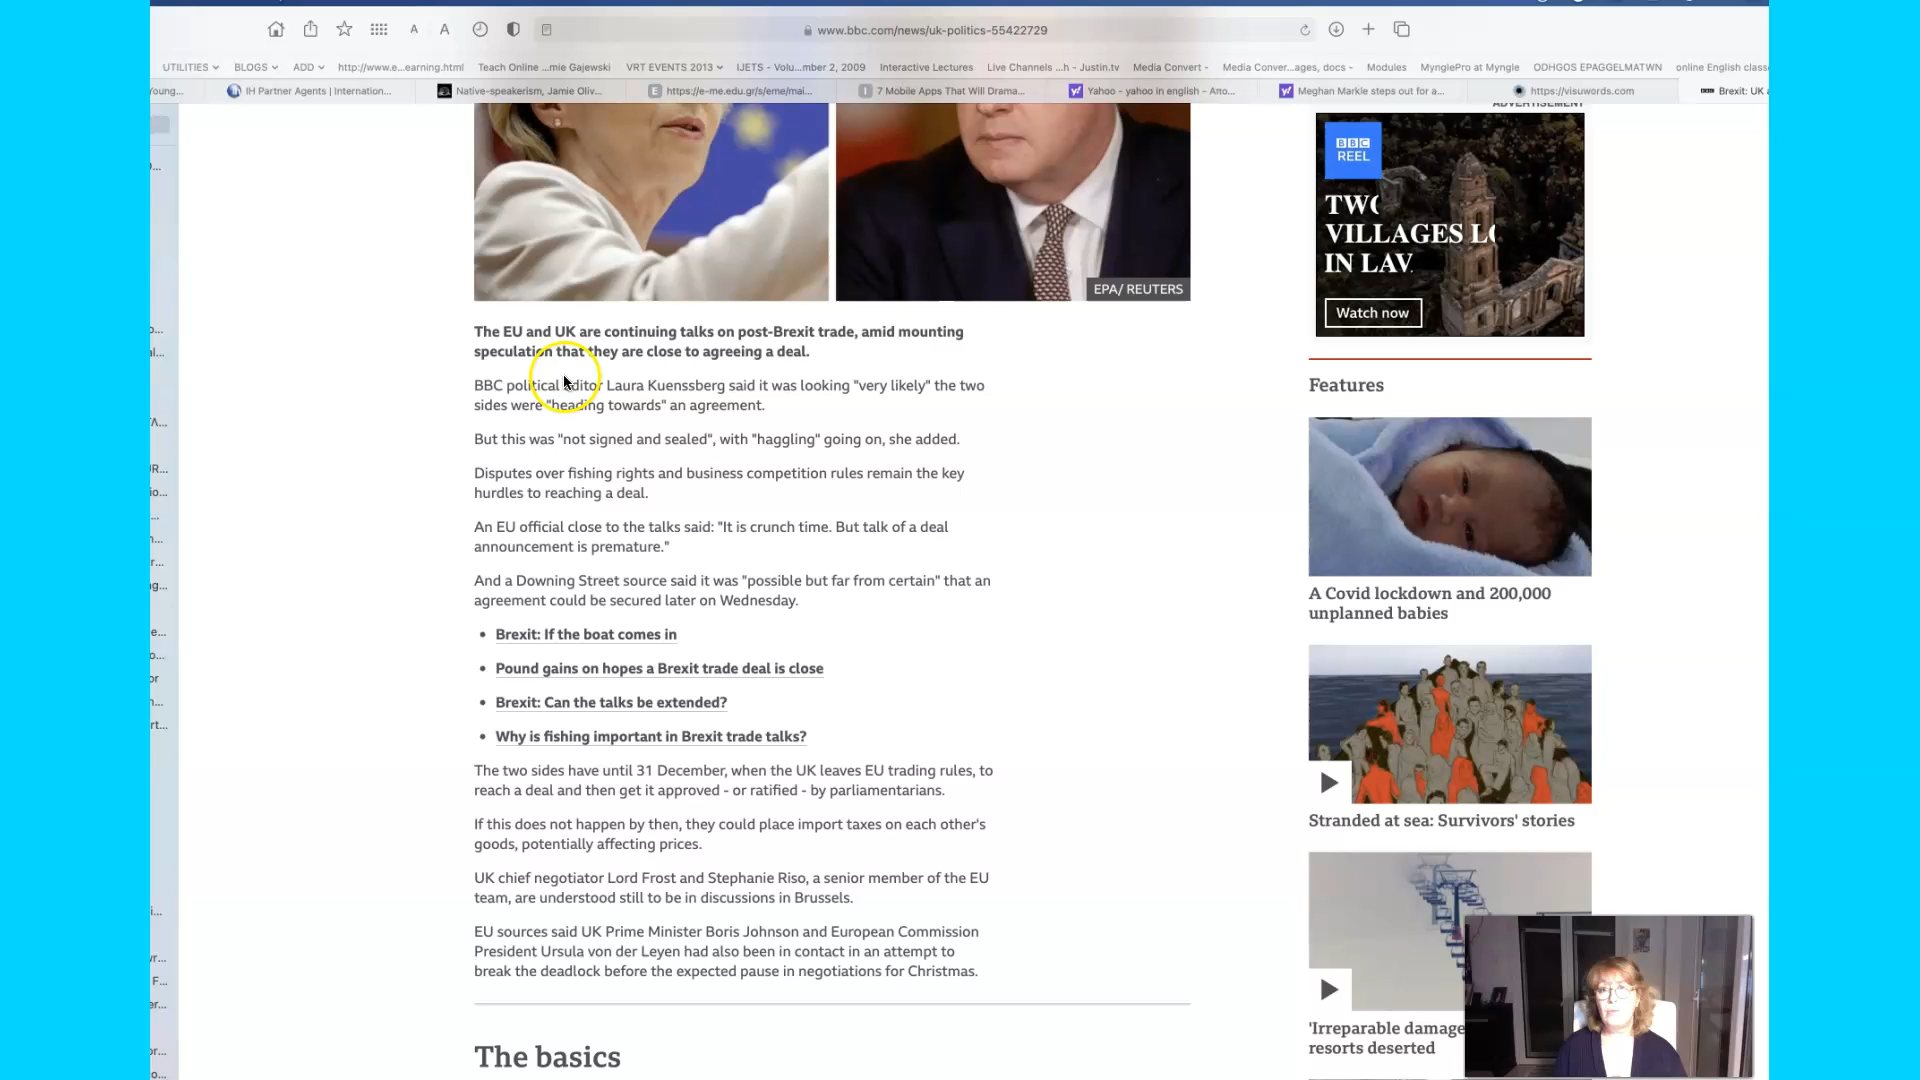 www.bbc.com/news/uk-politics-55422729
UTILITIES BLOGS ADD http://www.e...earning.html Teach Online ...mie Gajewski VRT EVENTS 2013 IJETS - Volu...mber 2, 2009 Interactive Lectures Live Channels ...h - Justin.tv Media Convert - Media Conver...ages, docs - Modules MynglePro at Myngle ODHGOS EPAGGELMATWN online English class
Young... IH Partner Agents | Internation... Native-speakerism, Jamie Oliv... https://e-me.edu.gr/s/eme/mai... 7 Mobile Apps That Will Drama... Yahoo - yahoo in english - Απο... Meghan Markle steps out for a... https://visuwords.com Brexit: UK a
ADVERTISEMENT
BBC
REEL
TWO
VILLAGES LO
IN LAV
Watch now
EPA/ REUTERS
The EU and UK are continuing talks on post-Brexit trade, amid mounting
speculation that they are close to agreeing a deal.
BBC political editor Laura Kuenssberg said it was looking "very likely" the two
sides were "heading towards" an agreement.
But this was "not signed and sealed", with "haggling" going on, she added.
Disputes over fishing rights and business competition rules remain the key
hurdles to reaching a deal.
An EU official close to the talks said: "It is crunch time. But talk of a deal
announcement is premature."
And a Downing Street source said it was "possible but far from certain" that an
agreement could be secured later on Wednesday.
• Brexit: If the boat comes in
• Pound gains on hopes a Brexit trade deal is close
• Brexit: Can the talks be extended?
• Why is fishing important in Brexit trade talks?
The two sides have until 31 December, when the UK leaves EU trading rules, to
reach a deal and then get it approved - or ratified - by parliamentarians.
If this does not happen by then, they could place import taxes on each other's
goods, potentially affecting prices.
UK chief negotiator Lord Frost and Stephanie Riso, a senior member of the EU
team, are understood still to be in discussions in Brussels.
EU sources said UK Prime Minister Boris Johnson and European Commission
President Ursula von der Leyen had also been in contact in an attempt to
break the deadlock before the expected pause in negotiations for Christmas.
The basics
Features
A Covid lockdown and 200,000
unplanned babies
Stranded at sea: Survivors' stories
'Irreparable damage
resorts deserted